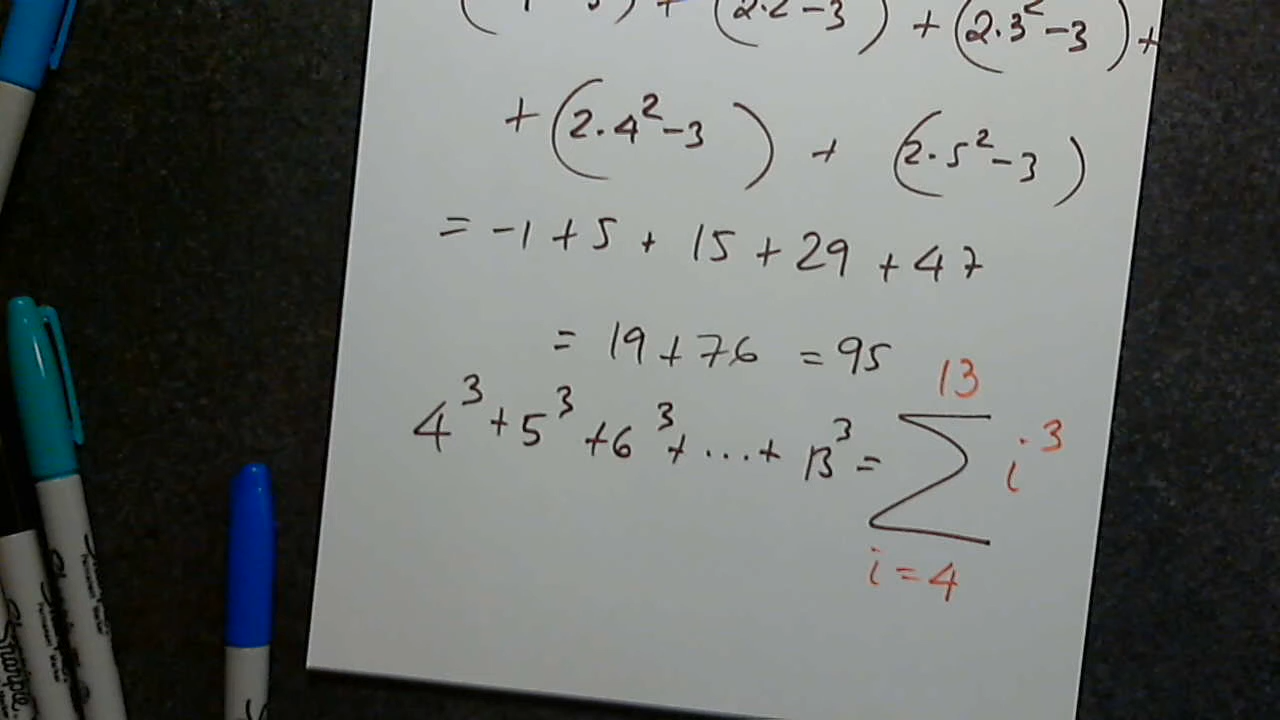 + (2·2 - 3) + (2·3² - 3) +
+ (2·4² - 3) + (2·5² - 3)
= -1 + 5 + 15 + 29 + 47
= 19 + 76 = 95
4³ + 5³ + 6³ + ... + 13³ = ∑ i³
13
i = 4
Sharpie